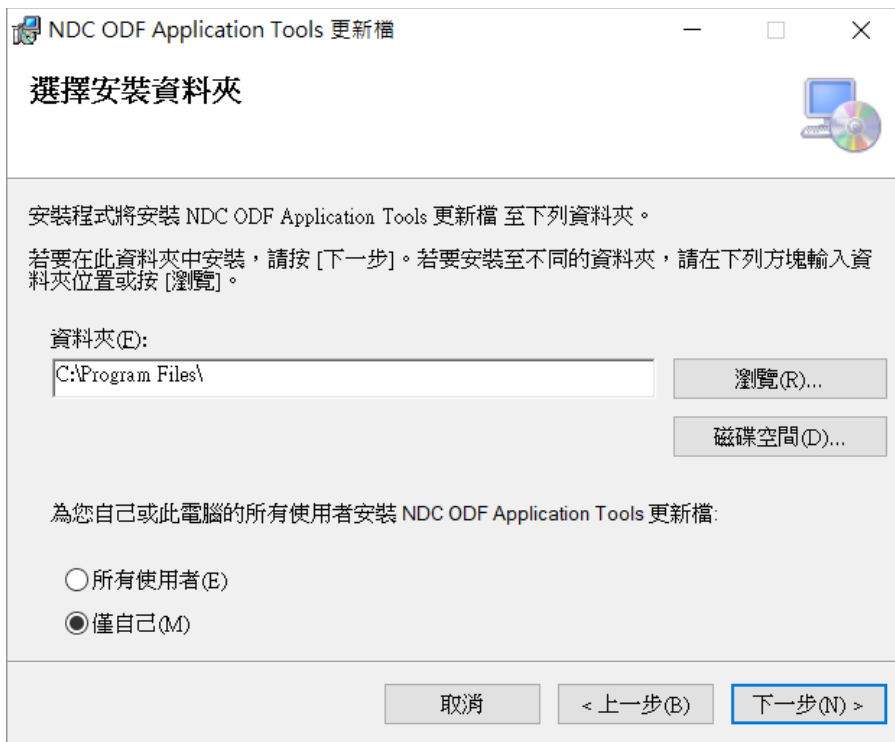 NDC ODF Application Tools 更新檔
選擇安裝資料夾
安裝程式將安裝 NDC ODF Application Tools 更新檔 至下列資料夾。
若要在此資料夾中安裝，請按 [下一步]。若要安裝至不同的資料夾，請在下列方塊輸入資
料夾位置或按 [瀏覽]。
資料夾(F):
C:\Program Files\
瀏覽(R)...
磁碟空間(D)...
為您自己或此電腦的所有使用者安裝 NDC ODF Application Tools 更新檔:
所有使用者(E)
僅自己(M)
取消
< 上一步(B)
下一步(N) >